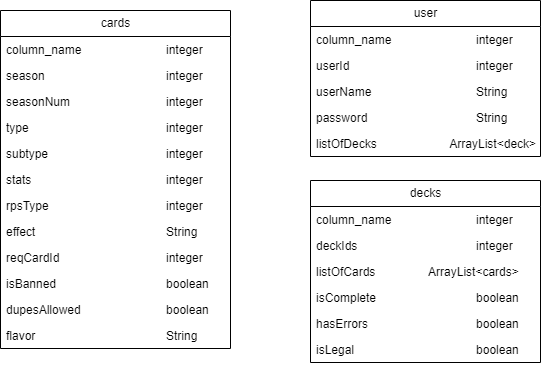 cards
column_name integer
season integer
seasonNum integer
type integer
subtype integer
stats integer
rpsType integer
effect String
reqCardId integer
isBanned boolean
dupesAllowed boolean
flavor String
user
column_name integer
userId integer
userName String
password String
listOfDecks ArrayList<deck>
decks
column_name integer
deckIds integer
listOfCards ArrayList<cards>
isComplete boolean
hasErrors boolean
isLegal boolean